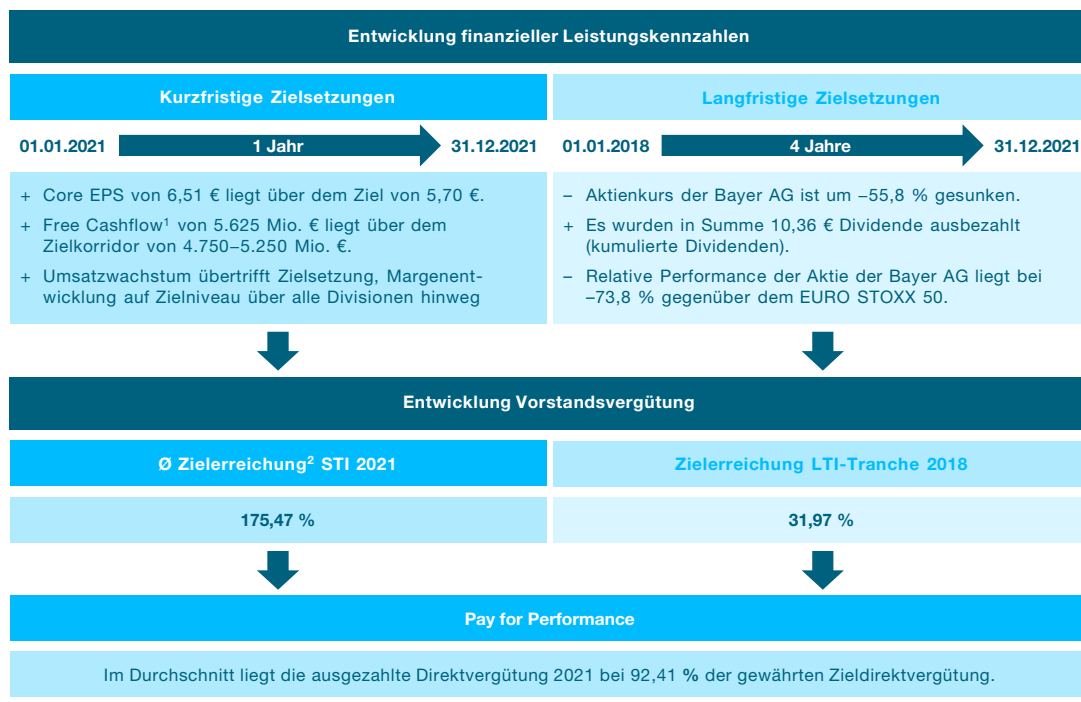 Entwicklung finanzieller Leistungskennzahlen
Kurzfristige Zielsetzungen
01.01.2021 1 Jahr 31.12.2021
+ Core EPS von 6,51 € liegt über dem Ziel von 5,70 €.
+ Free Cashflow¹ von 5.625 Mio. € liegt über dem
Zielkorridor von 4.750–5.250 Mio. €.
+ Umsatzwachstum übertrifft Zielsetzung, Margenent-
wicklung auf Zielniveau über alle Divisionen hinweg
Langfristige Zielsetzungen
01.01.2018 4 Jahre 31.12.2021
– Aktienkurs der Bayer AG ist um –55,8 % gesunken.
+ Es wurden in Summe 10,36 € Dividende ausbezahlt
(kumulierte Dividenden).
– Relative Performance der Aktie der Bayer AG liegt bei
–73,8 % gegenüber dem EURO STOXX 50.
Entwicklung Vorstandsvergütung
Ø Zielerreichung² STI 2021
175,47 %
Zielerreichung LTI-Tranche 2018
31,97 %
Pay for Performance
Im Durchschnitt liegt die ausgezahlte Direktvergütung 2021 bei 92,41 % der gewährten Zieldirektvergütung.